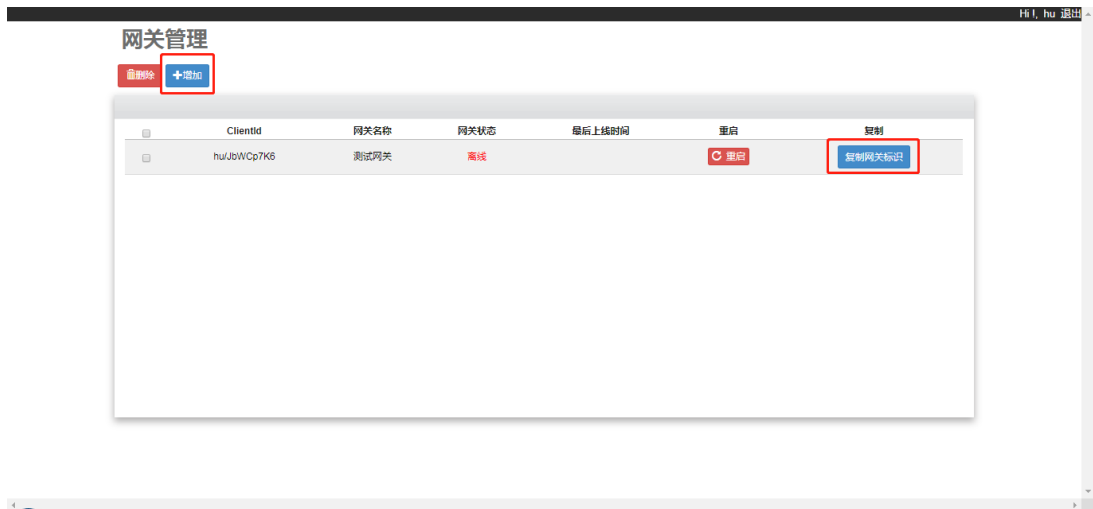 Hi !, hu 退出
网关管理
删除 增加
ClientId 网关名称 网关状态 最后上线时间 重启 复制
hu/JbWCp7K6 测试网关 离线 重启 复制网关标识